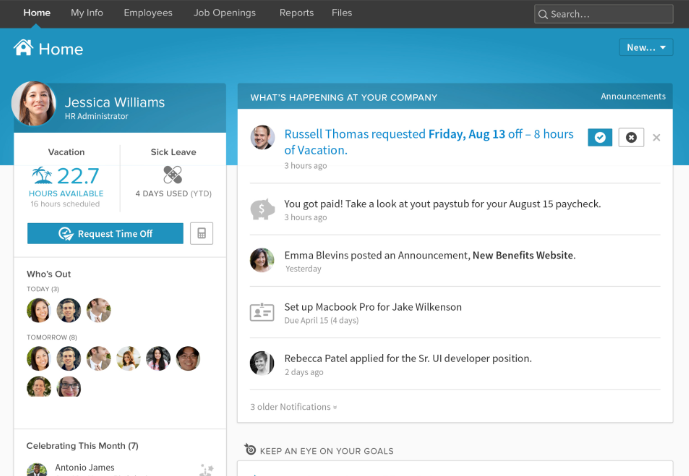 Home My Info Employees Job Openings Reports Files Search...
Home New...
Jessica Williams
HR Administrator
Vacation Sick Leave
22.7
HOURS AVAILABLE 4 DAYS USED (YTD)
16 hours scheduled
Request Time Off
Who's Out
TODAY (3)
TOMORROW (8)
Celebrating This Month (7)
Antonio James
WHAT'S HAPPENING AT YOUR COMPANY Announcements
Russell Thomas requested Friday, Aug 13 off – 8 hours
of Vacation.
3 hours ago
You got paid! Take a look at yout paystub for your August 15 paycheck.
3 hours ago
Emma Blevins posted an Announcement, New Benefits Website.
Yesterday
Set up Macbook Pro for Jake Wilkenson
Due April 15 (4 days)
Rebecca Patel applied for the Sr. UI developer position.
2 days ago
3 older Notifications
KEEP AN EYE ON YOUR GOALS